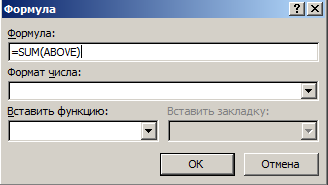 Формула
Формула:
=SUM(ABOVE)
Формат числа:
Вставить функцию: Вставить закладку:
ОК Отмена